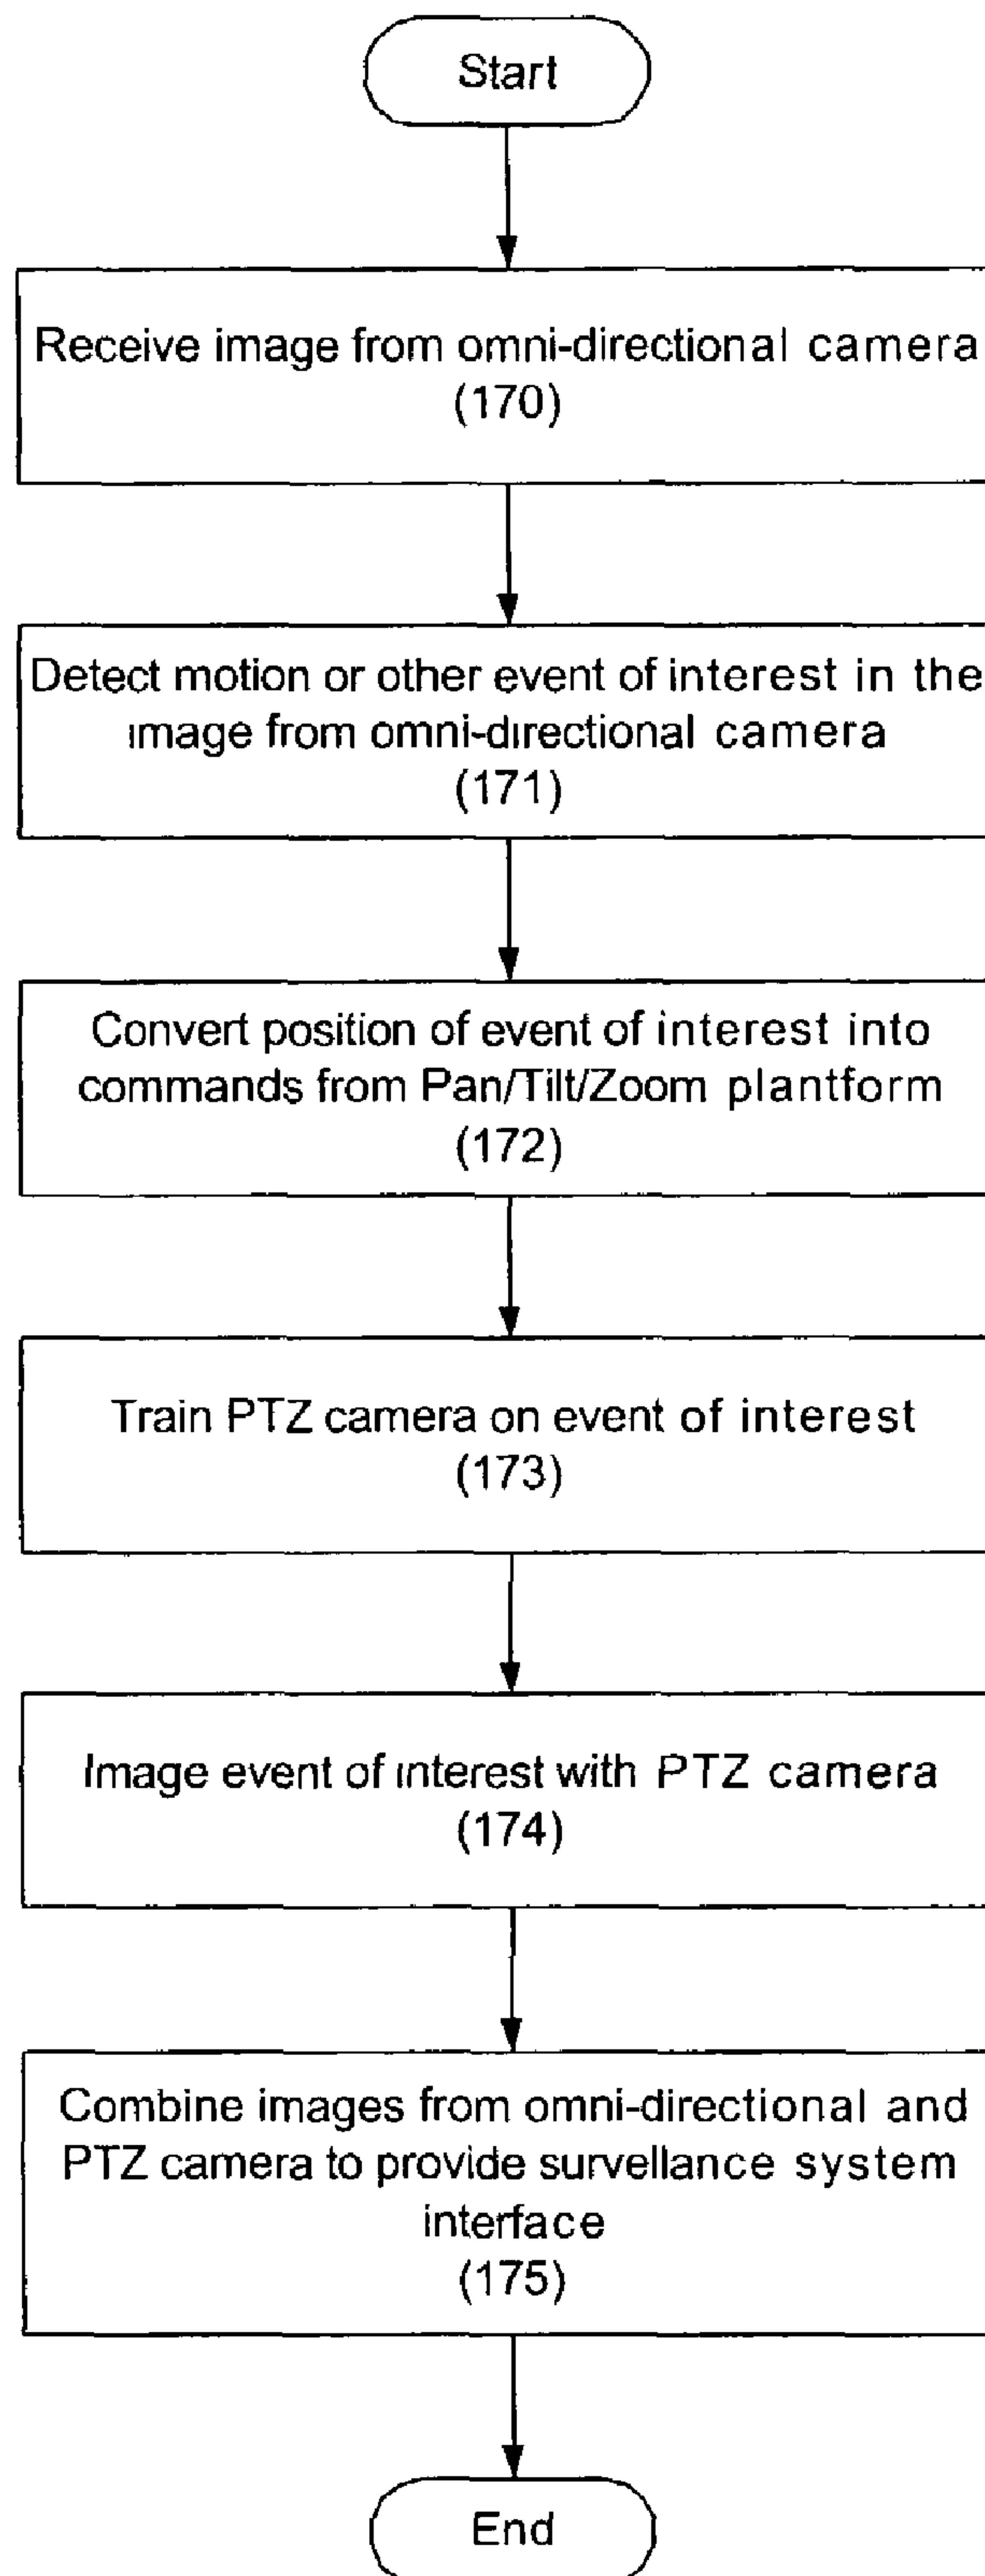 Start
Receive image from omni-directional camera
(170)
Detect motion or other event of interest in the
image from omni-directional camera
(171)
Convert position of event of interest into
commands from Pan/Tilt/Zoom plantform
(172)
Train PTZ camera on event of interest
(173)
Image event of interest with PTZ camera
(174)
Combine images from omni-directional and
PTZ camera to provide survellance system
interface
(175)
End